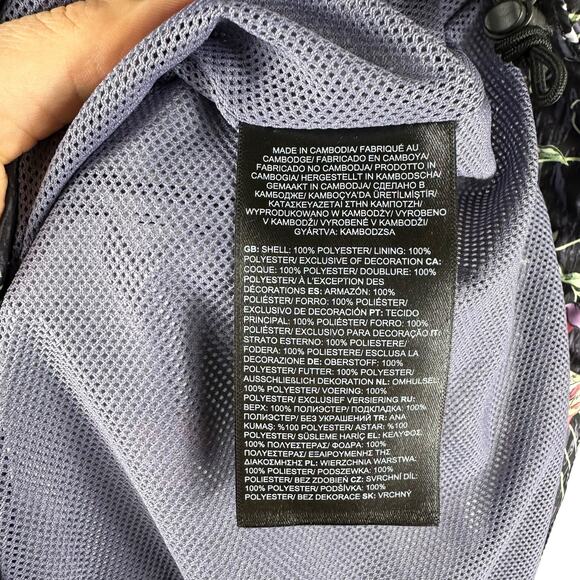 MADE IN CAMBODIA/ FABRIQUÉ AU
CAMBODGE/ FABRICADO EN CAMBOYA/
FABRICADO NO CAMBOJA/ PRODOTTO IN
CAMBOGIA/ HERGESTELLT IN KAMBODSCHA/
GEMAAKT IN CAMBODJA/ СДЕЛАНО В
КАМБОДЖЕ/ KAMBOÇYA'DA ÜRETİLMİŞTİR/
ΚΑΤΑΣΚΕΥΑΖΕΤΑΙ ΣΤΗΝ ΚΑΜΠΟΤΖΗ/
WYPRODUKOWANO W KAMBODŻY/ VYROBENO
V KAMBODŽI/ VYROBENÉ V KAMBODŽI/
GYÁRTVA: KAMBODZSA
GB: SHELL: 100% POLYESTER/ LINING: 100%
POLYESTER/ EXCLUSIVE OF DECORATION CA:
COQUE: 100% POLYESTER/ DOUBLURE: 100%
POLYESTER/ À L'EXCEPTION DES
DÉCORATIONS ES: ARMAZÓN: 100%
POLIÉSTER/ FORRO: 100% POLIÉSTER/
EXCLUSIVO DE DECORACIÓN PT: TECIDO
PRINCIPAL: 100% POLIÉSTER/ FORRO: 100%
POLIÉSTER/ EXCLUSIVO PARA DECORAÇÃO IT:
STRATO ESTERNO: 100% POLIESTERE/
FODERA: 100% POLIESTERE/ ESCLUSA LA
DECORAZIONE DE: OBERSTOFF: 100%
POLYESTER/ FUTTER: 100% POLYESTER/
AUSSCHLIESSLICH DEKORATION NL: OMHULSEL:
100% POLYESTER/ VOERING: 100%
POLYESTER/ EXCLUSIEF VERSIERING RU:
ВЕРХ: 100% ПОЛИЭСТЕР/ ПОДКЛАДКА: 100%
ПОЛИЭСТЕР/ БЕЗ УКРАШЕНИЙ TR: ANA
KUMAŞ: %100 POLYESTER/ ASTAR: %100
POLYESTER/ SÜSLEME HARİÇ EL: ΚΕΛΥΦΟΣ:
100% ΠΟΛΥΕΣΤΕΡΑΣ/ ΦΟΔΡΑ: 100%
ΠΟΛΥΕΣΤΕΡΑΣ/ ΕΞΑΙΡΟΥΜΕΝΗΣ ΤΗΣ
ΔΙΑΚΟΣΜΗΣΗΣ PL: WIERZCHNIA WARSTWA:
100% POLIESTER/ PODSZEWKA: 100%
POLIESTER/ BEZ ZDOBIEŃ CZ: SVRCHNÍ DÍL:
100% POLYESTER/ PODŠÍVKA: 100%
POLYESTER/ BEZ DEKORACE SK: VRCHNÝ